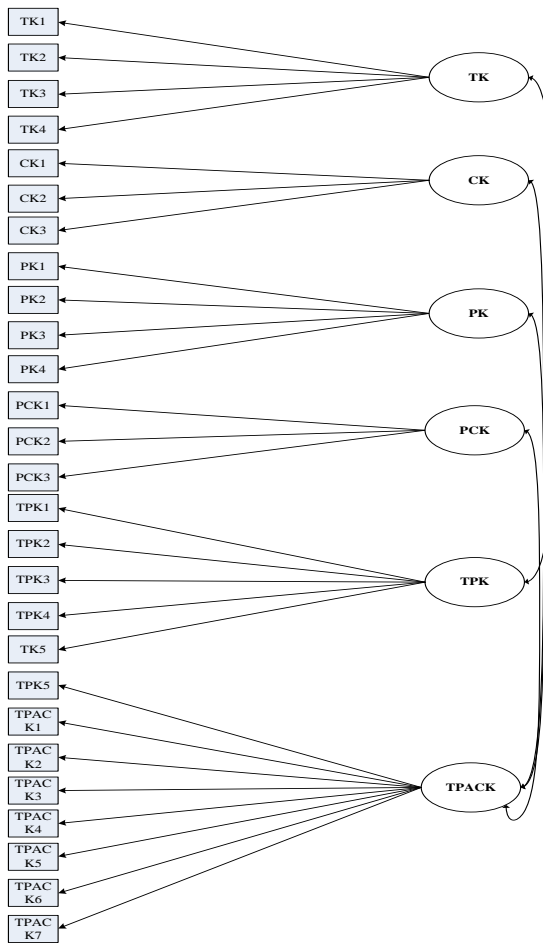 TK1
TK2
TK3
TK4
CK1
CK2
CK3
PK1
PK2
PK3
PK4
PCK1
PCK2
PCK3
TPK1
TPK2
TPK3
TPK4
TK5
TPK5
TPAC
K1
TPAC
K2
TPAC
K3
TPAC
K4
TPAC
K5
TPAC
K6
TPAC
K7
TK
CK
PK
PCK
TPK
TPACK